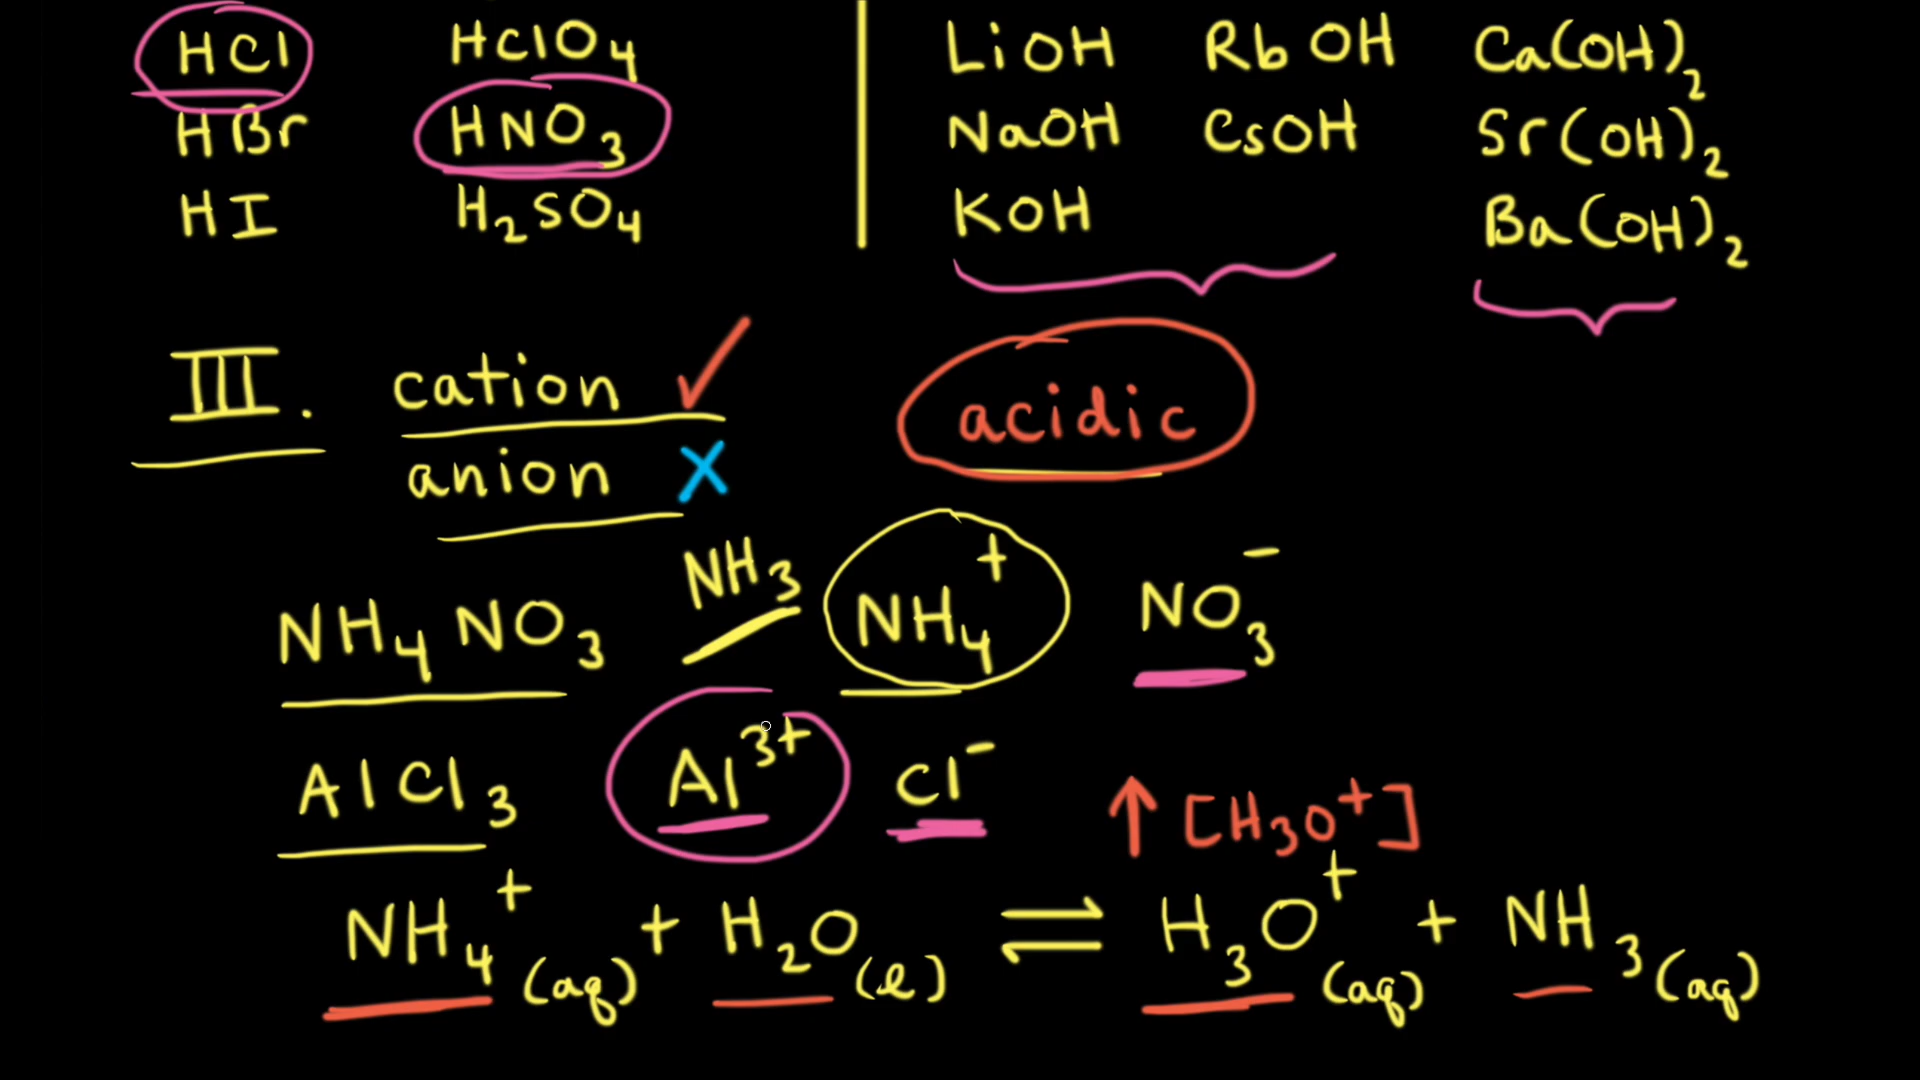 HCl HClO4 LiOH RbOH Ca(OH)2
HBr HNO3 NaOH CsOH Sr(OH)2
HI H2SO4 KOH Ba(OH)2
III. cation ✓ acidic
anion X
NH4NO3 NH3 NH4+ NO3-
AlCl3 Al3+ Cl- ↑ [H3O+]
NH4+(aq) + H2O(l) ⇌ H3O+(aq) + NH3(aq)